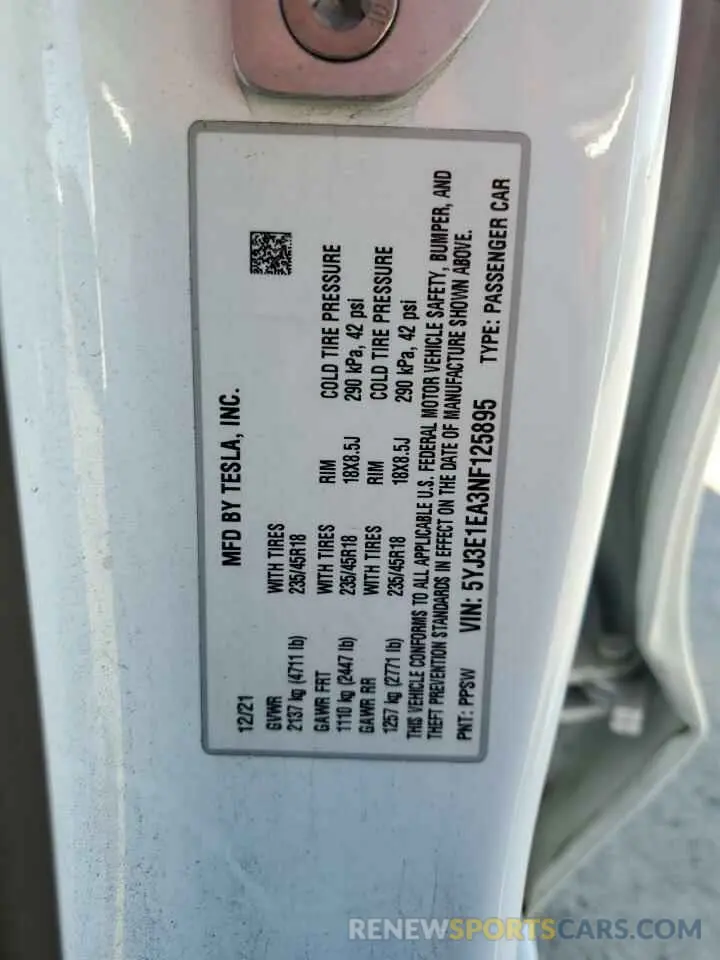 MFD BY TESLA, INC.
12/21
GVWR WITH TIRES
2137 kg (4711 lb) 235/45R18
GAWR FRT WITH TIRES RIM COLD TIRE PRESSURE
1110 kg (2447 lb) 235/45R18 18X8.5J 290 kPa, 42 psi
GAWR RR WITH TIRES RIM COLD TIRE PRESSURE
1257 kg (2771 lb) 235/45R18 18X8.5J 290 kPa, 42 psi
THIS VEHICLE CONFORMS TO ALL APPLICABLE U.S. FEDERAL MOTOR VEHICLE SAFETY, BUMPER, AND
THEFT PREVENTION STANDARDS IN EFFECT ON THE DATE OF MANUFACTURE SHOWN ABOVE.
PNT: PPSW VIN: 5YJ3E1EA3NF125895 TYPE: PASSENGER CAR
RENEWSPORTSCARS.COM